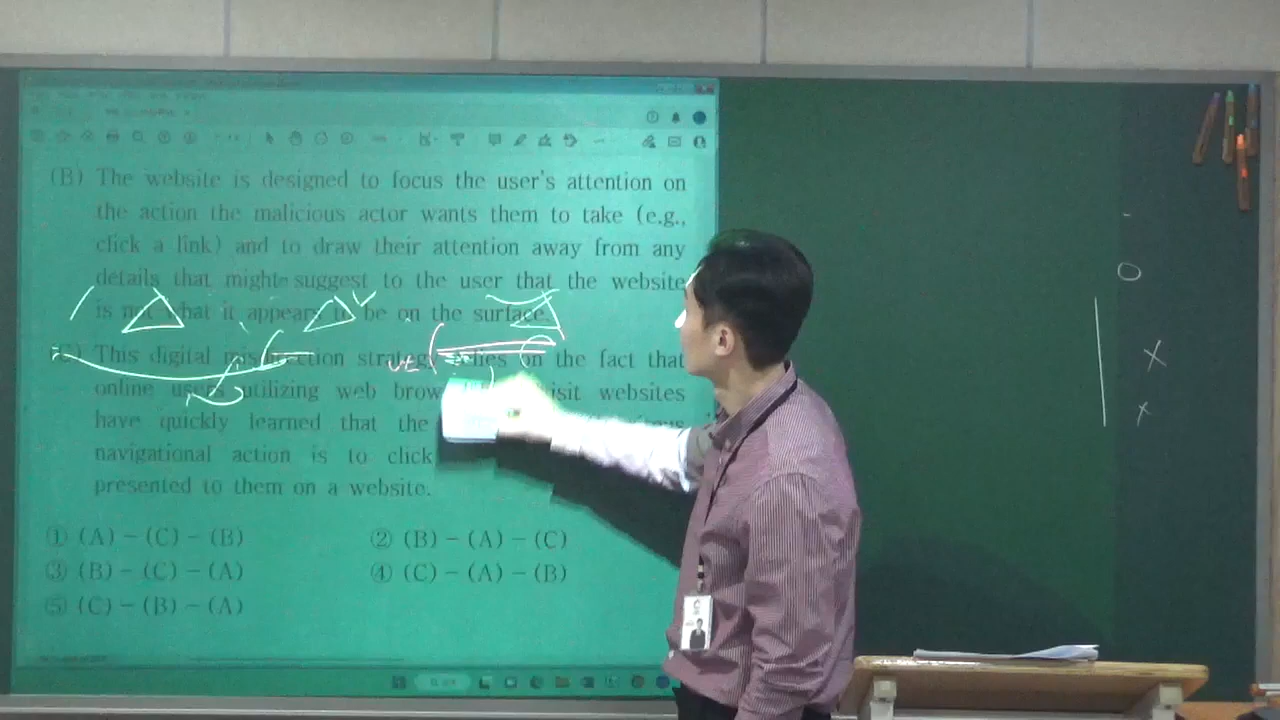 (B) The website is designed to focus the user's attention on
the action the malicious actor wants them to take (e.g.,
click a link) and to draw their attention away from any
details that might suggest to the user that the website
is not what it appears to be on the surface.
(C) This digital misdirection strategy relies on the fact that
online users utilizing web visit websites
have quickly learned that the
navigational action is to click
presented to them on a website.
① (A)－(C)－(B) ② (B)－(A)－(C)
③ (B)－(C)－(A) ④ (C)－(A)－(B)
⑤ (C)－(B)－(A)